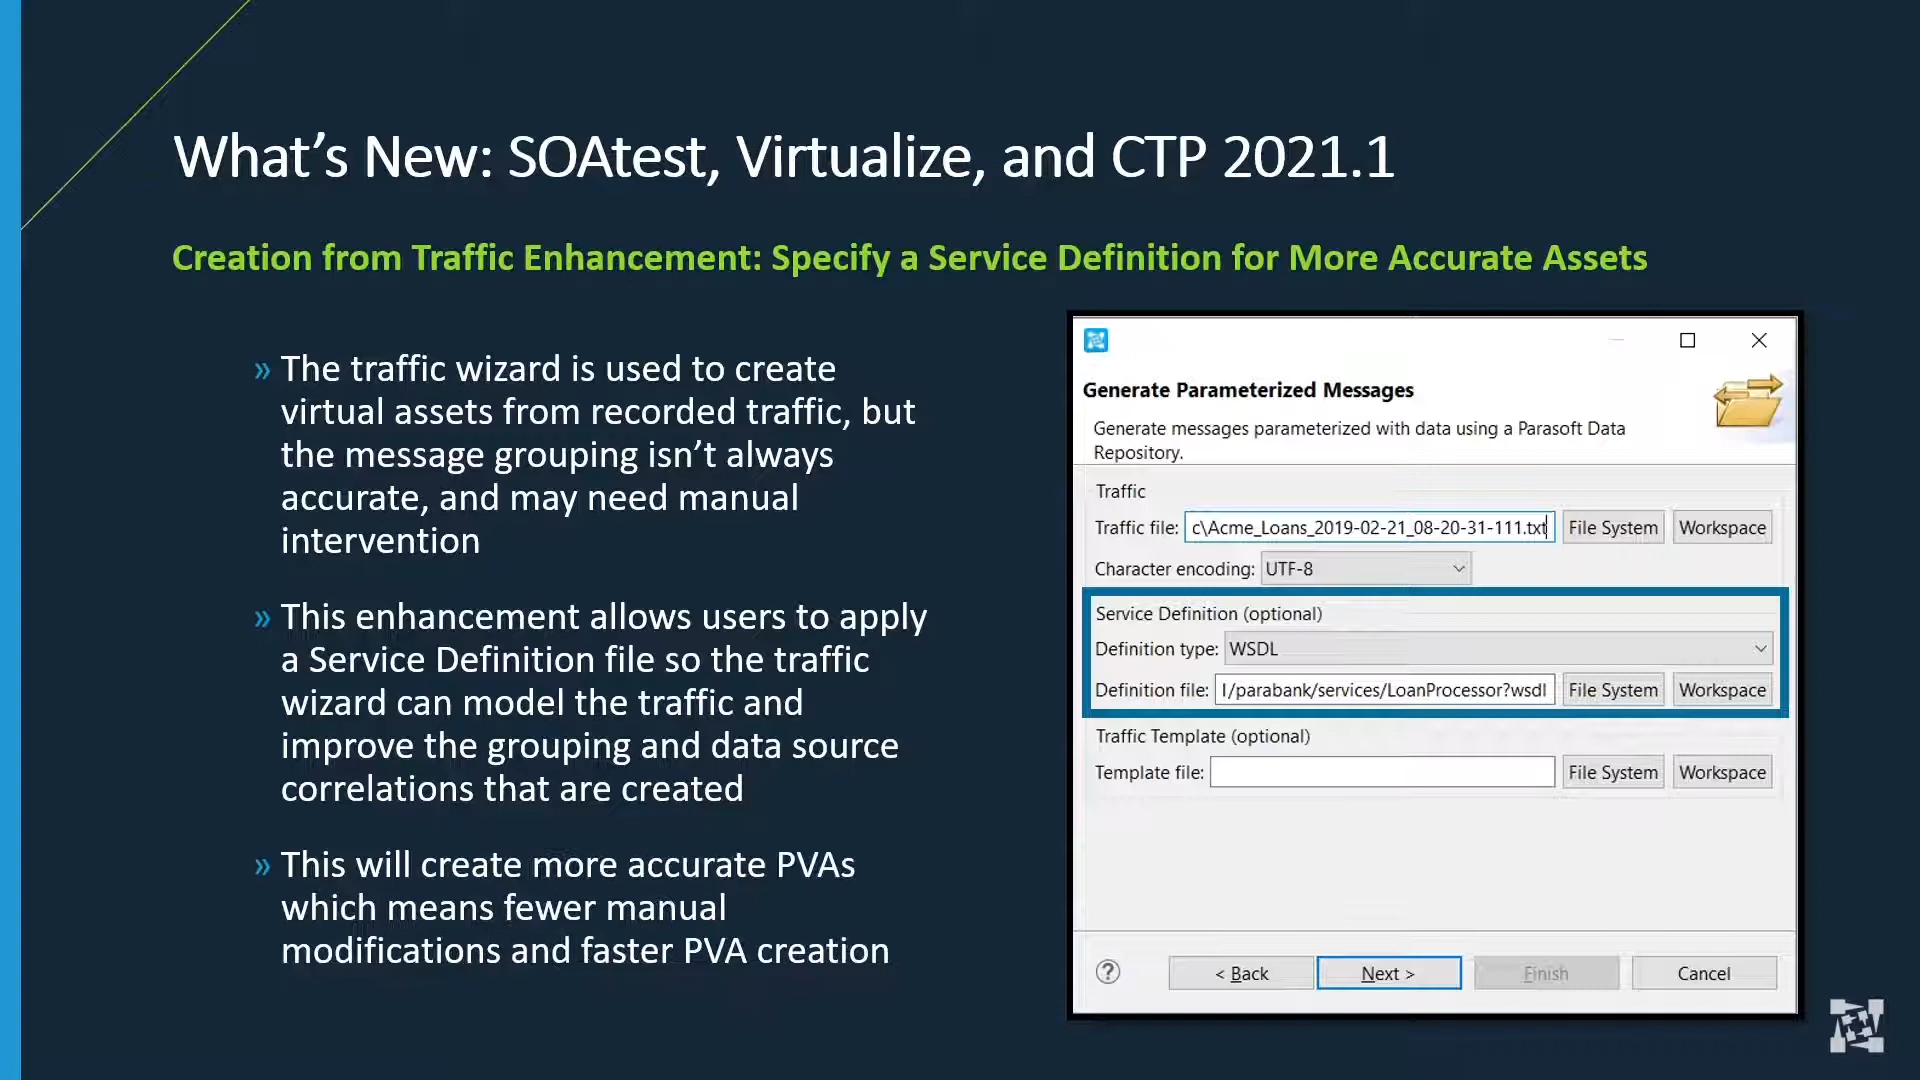 What's New: SOAtest, Virtualize, and CTP 2021.1
Creation from Traffic Enhancement: Specify a Service Definition for More Accurate Assets
» The traffic wizard is used to create
virtual assets from recorded traffic, but
the message grouping isn't always
accurate, and may need manual
intervention
» This enhancement allows users to apply
a Service Definition file so the traffic
wizard can model the traffic and
improve the grouping and data source
correlations that are created
» This will create more accurate PVAs
which means fewer manual
modifications and faster PVA creation
Generate Parameterized Messages
Generate messages parameterized with data using a Parasoft Data
Repository.
Traffic
Traffic file: c\Acme_Loans_2019-02-21_08-20-31-111.txt File System Workspace
Character encoding: UTF-8
Service Definition (optional)
Definition type: WSDL
Definition file: l/parabank/services/LoanProcessor?wsdl File System Workspace
Traffic Template (optional)
Template file: File System Workspace
? < Back Next > Finish Cancel